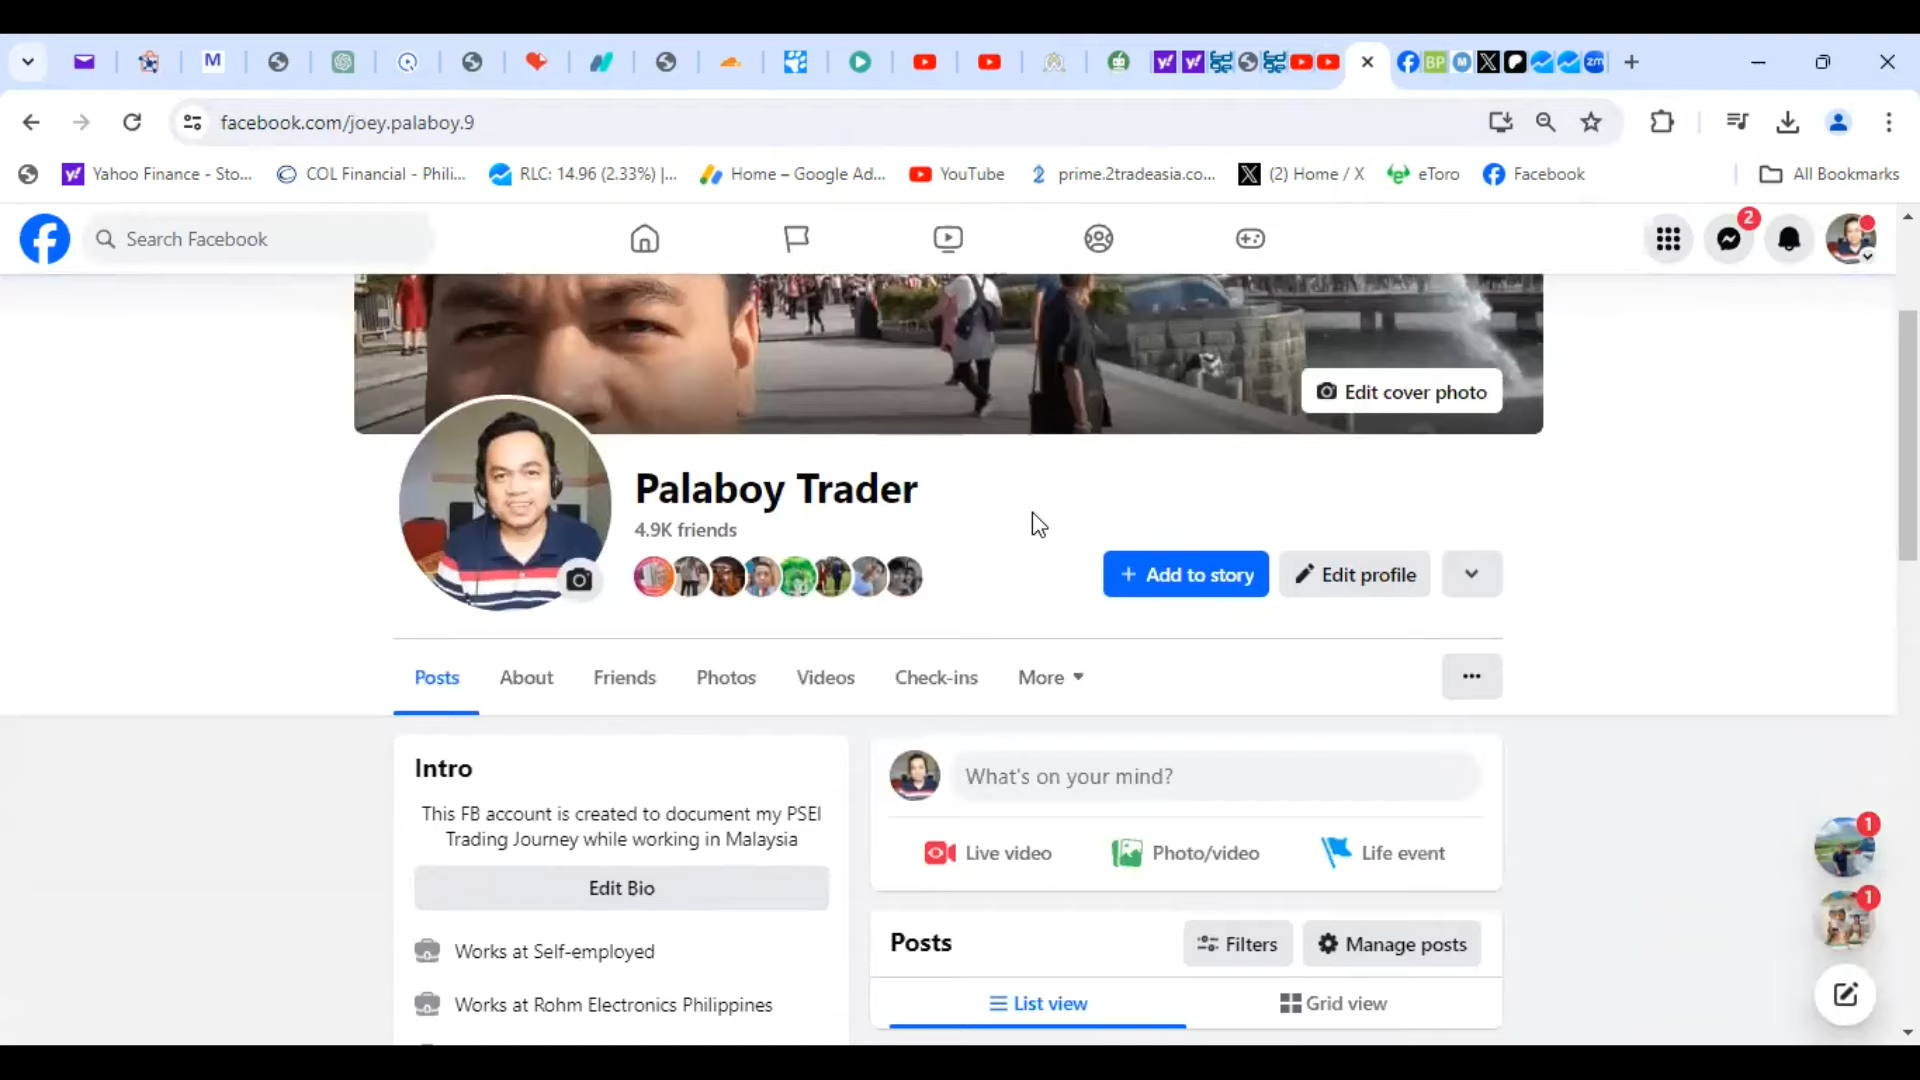 M
BP
zm
facebook.com/joey.palaboy.9
Yahoo Finance - Sto...
COL Financial - Phili...
RLC: 14.96 (2.33%) |...
Home – Google Ad...
YouTube
prime.2tradeasia.co...
(2) Home / X
eToro
Facebook
All Bookmarks
Search Facebook
2
Edit cover photo
Palaboy Trader
4.9K friends
+ Add to story
Edit profile
Posts
About
Friends
Photos
Videos
Check-ins
More
Intro
This FB account is created to document my PSEI
Trading Journey while working in Malaysia
Edit Bio
Works at Self-employed
Works at Rohm Electronics Philippines
What's on your mind?
Live video
Photo/video
Life event
Posts
Filters
Manage posts
List view
Grid view
1
1